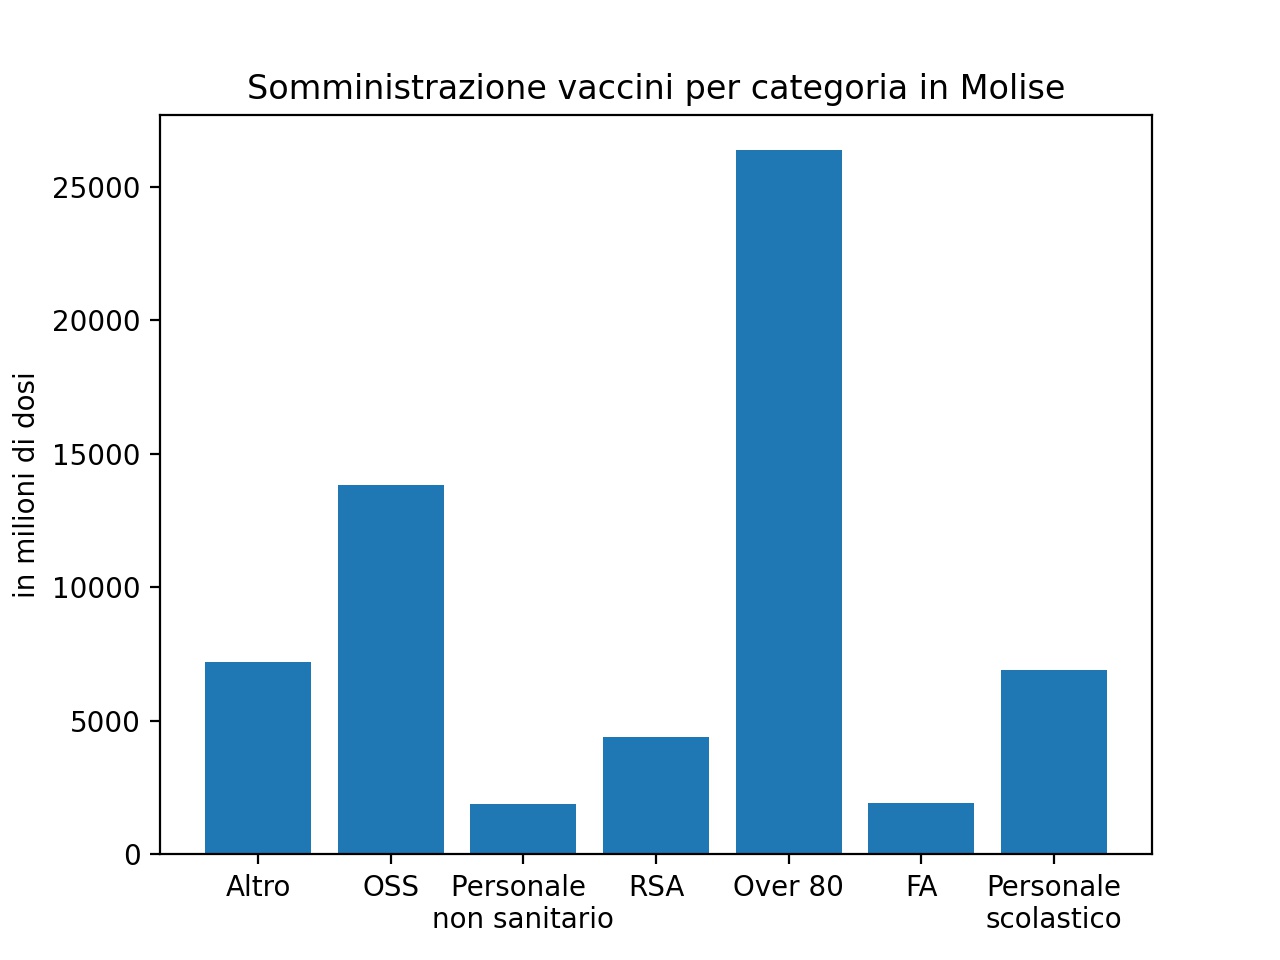 Somministrazione vaccini per categoria in Molise
in milioni di dosi
25000
20000
15000
10000
5000
0
Altro
OSS
Personale
non sanitario
RSA
Over 80
FA
Personale
scolastico